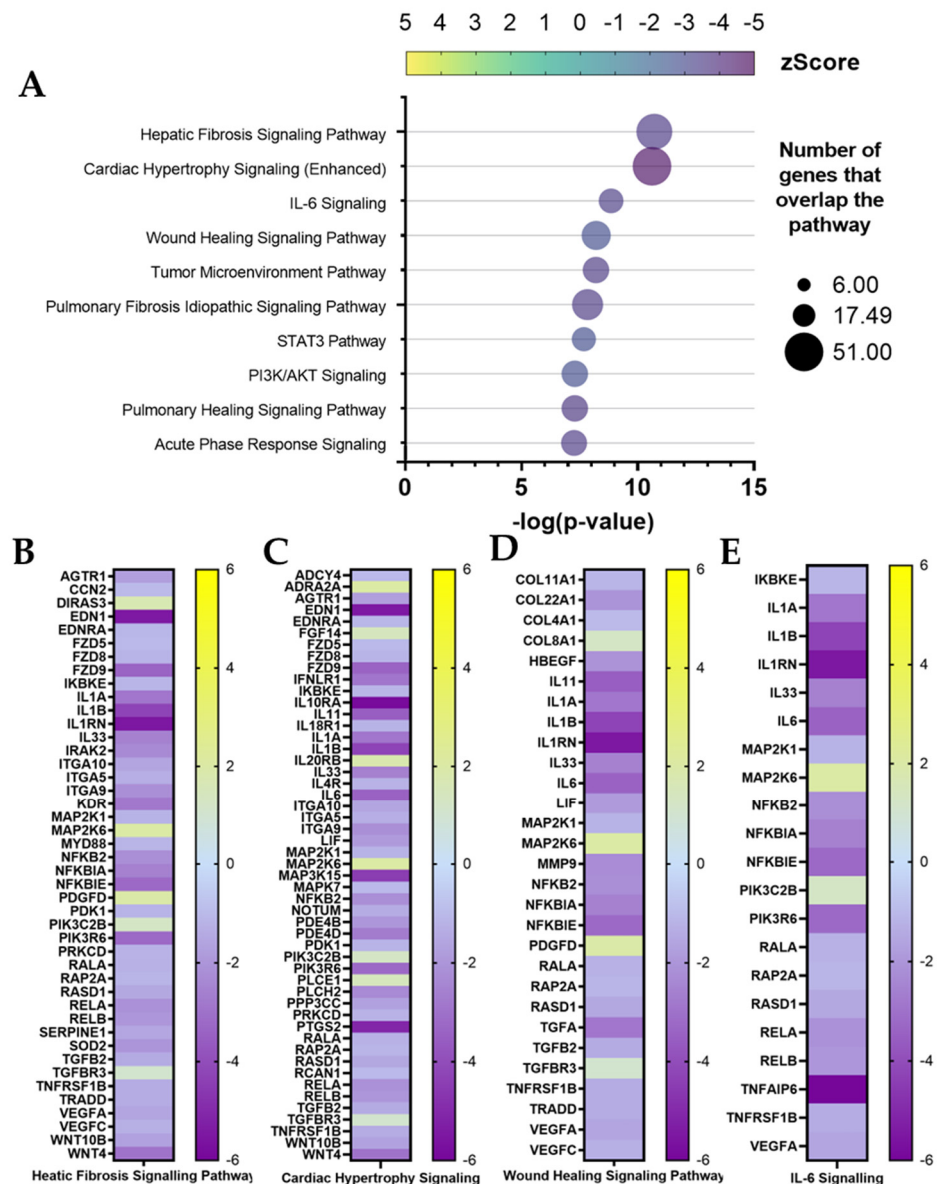 5 4 3 2 1 0 -1 -2 -3 -4 -5
zScore
A
Hepatic Fibrosis Signaling Pathway
Cardiac Hypertrophy Signaling (Enhanced)
IL-6 Signaling
Wound Healing Signaling Pathway
Tumor Microenvironment Pathway
Pulmonary Fibrosis Idiopathic Signaling Pathway
STAT3 Pathway
PI3K/AKT Signaling
Pulmonary Healing Signaling Pathway
Acute Phase Response Signaling
0 5 10 15
-log(p-value)
Number of
genes that
overlap the
pathway
6.00
17.49
51.00
B
AGTR1
CCN2
DIRAS3
EDN1
EDNRA
FZD5
FZD8
FZD9
IKBKE
IL1A
IL1B
IL1RN
IL33
IRAK2
ITGA10
ITGA5
ITGA9
KDR
MAP2K1
MAP2K6
MYD88
NFKB2
NFKBIA
NFKBIE
PDGFD
PDK1
PIK3C2B
PIK3R6
PRKCD
RALA
RAP2A
RASD1
RELA
RELB
SERPINE1
SOD2
TGFB2
TGFBR3
TNFRSF1B
TRADD
VEGFA
VEGFC
WNT10B
WNT4
6
4
2
0
-2
-4
-6
Heatic Fibrosis Signalling Pathway
C
ADCY4
ADRA2A
AGTR1
EDN1
EDNRA
FGF14
FZD5
FZD8
FZD9
IFNLR1
IKBKE
IL10RA
IL11
IL18R1
IL1A
IL1B
IL20RB
IL33
IL4R
IL6
ITGA10
ITGA5
ITGA9
LIF
MAP2K1
MAP2K6
MAP3K15
MAPK7
NFKB2
NOTUM
PDE4B
PDE4D
PDK1
PIK3C2B
PIK3R6
PLCE1
PLCH2
PPP3CC
PRKCD
PTGS2
RALA
RAP2A
RASD1
RCAN1
RELA
RELB
TGFB2
TGFBR3
TNFRSF1B
WNT10B
WNT4
6
4
2
0
-2
-4
-6
Cardiac Hypertrophy Signaling
D
COL11A1
COL22A1
COL4A1
COL8A1
HBEGF
IL11
IL1A
IL1B
IL1RN
IL33
IL6
LIF
MAP2K1
MAP2K6
MMP9
NFKB2
NFKBIA
NFKBIE
PDGFD
RALA
RAP2A
RASD1
TGFA
TGFB2
TGFBR3
TNFRSF1B
TRADD
VEGFA
VEGFC
6
4
2
0
-2
-4
-6
Wound Healing Signaling Pathway
E
IKBKE
IL1A
IL1B
IL1RN
IL33
IL6
MAP2K1
MAP2K6
NFKB2
NFKBIA
NFKBIE
PIK3C2B
PIK3R6
RALA
RAP2A
RASD1
RELA
RELB
TNFAIP6
TNFRSF1B
VEGFA
6
4
2
0
-2
-4
-6
IL-6 Signalling